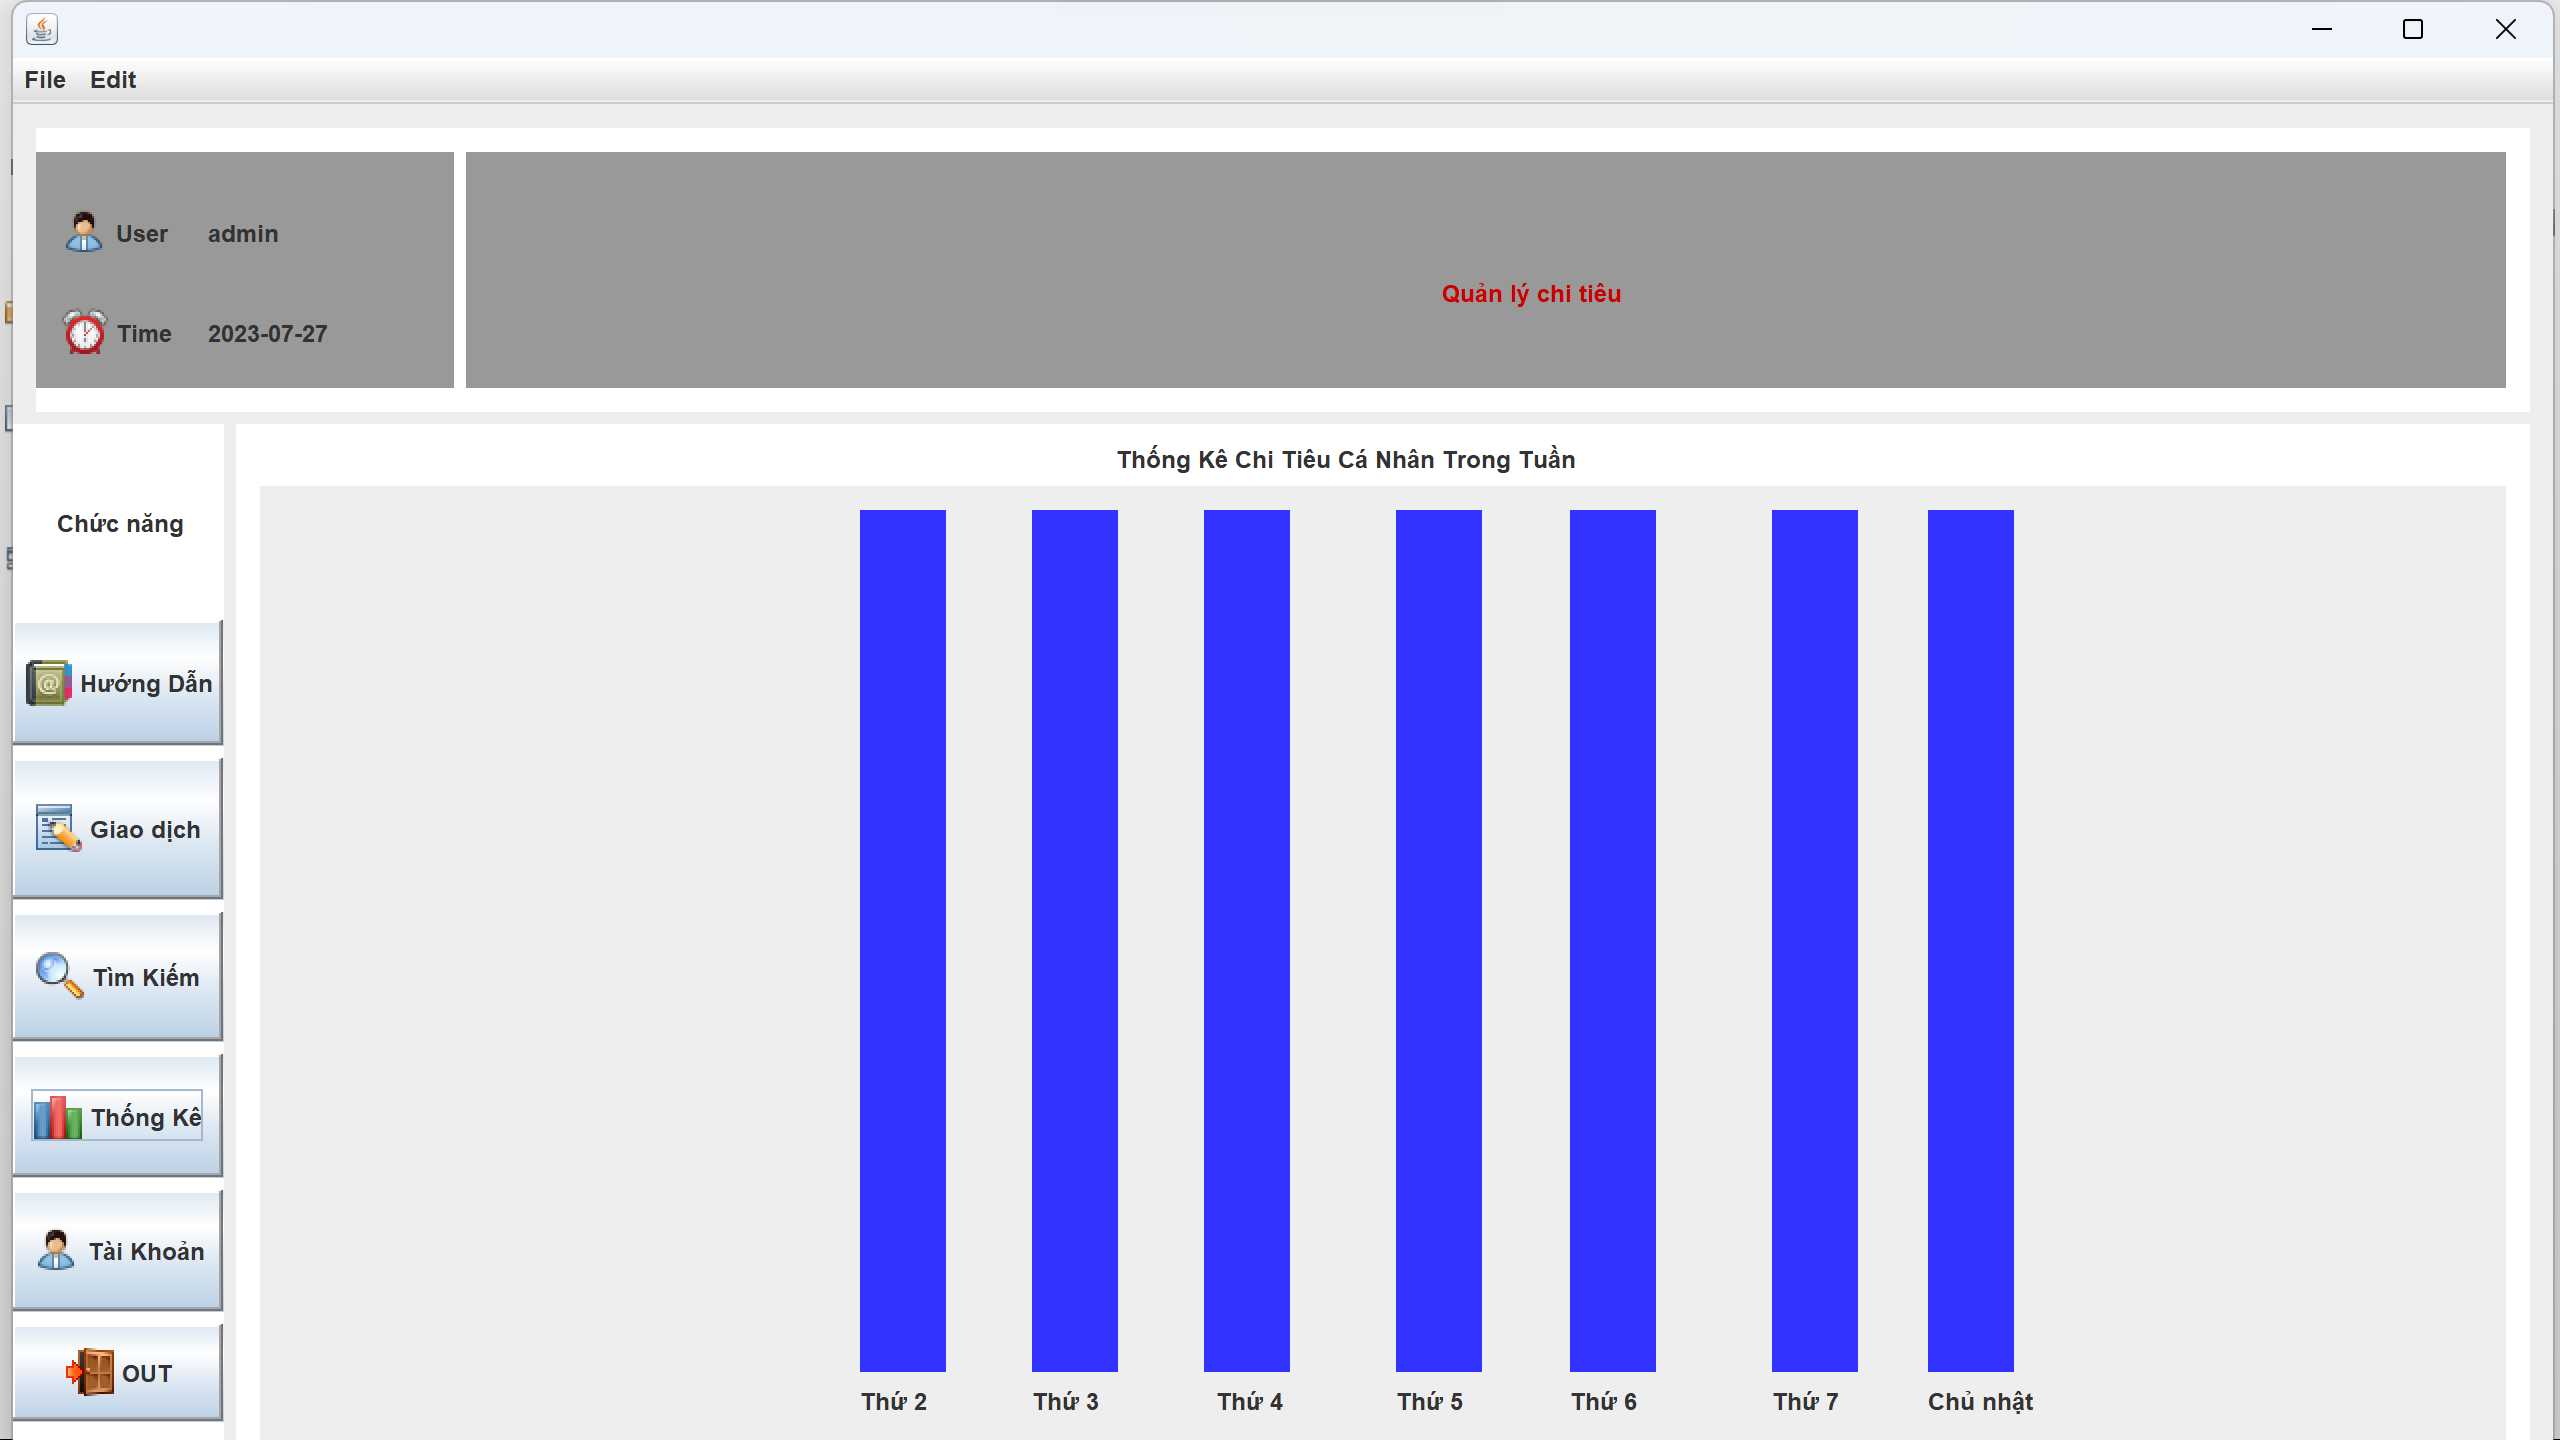 File Edit
User admin
Time 2023-07-27
Quản lý chi tiêu
Chức năng
Hướng Dẫn
Giao dịch
Tìm Kiếm
Thống Kê
Tài Khoản
OUT
Thống Kê Chi Tiêu Cá Nhân Trong Tuần
Thứ 2 Thứ 3 Thứ 4 Thứ 5 Thứ 6 Thứ 7 Chủ nhật